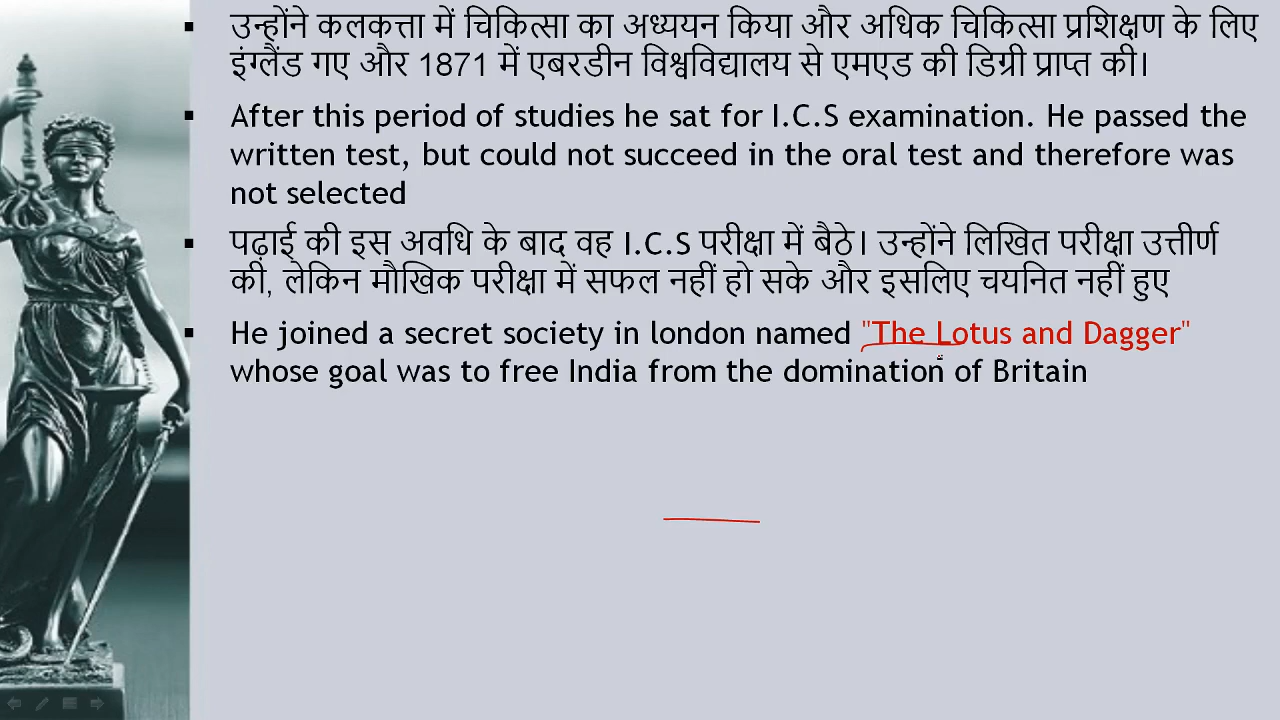 उन्होंने कलकत्ता में चिकित्सा का अध्ययन किया और अधिक चिकित्सा प्रशिक्षण के लिए
इंग्लैंड गए और 1871 में एबरडीन विश्वविद्यालय से एमएड की डिग्री प्राप्त की।
After this period of studies he sat for I.C.S examination. He passed the
written test, but could not succeed in the oral test and therefore was
not selected
पढ़ाई की इस अवधि के बाद वह I.C.S परीक्षा में बैठे। उन्होंने लिखित परीक्षा उत्तीर्ण
की, लेकिन मौखिक परीक्षा में सफल नहीं हो सके और इसलिए चयनित नहीं हुए
He joined a secret society in london named "The Lotus and Dagger"
whose goal was to free India from the domination of Britain